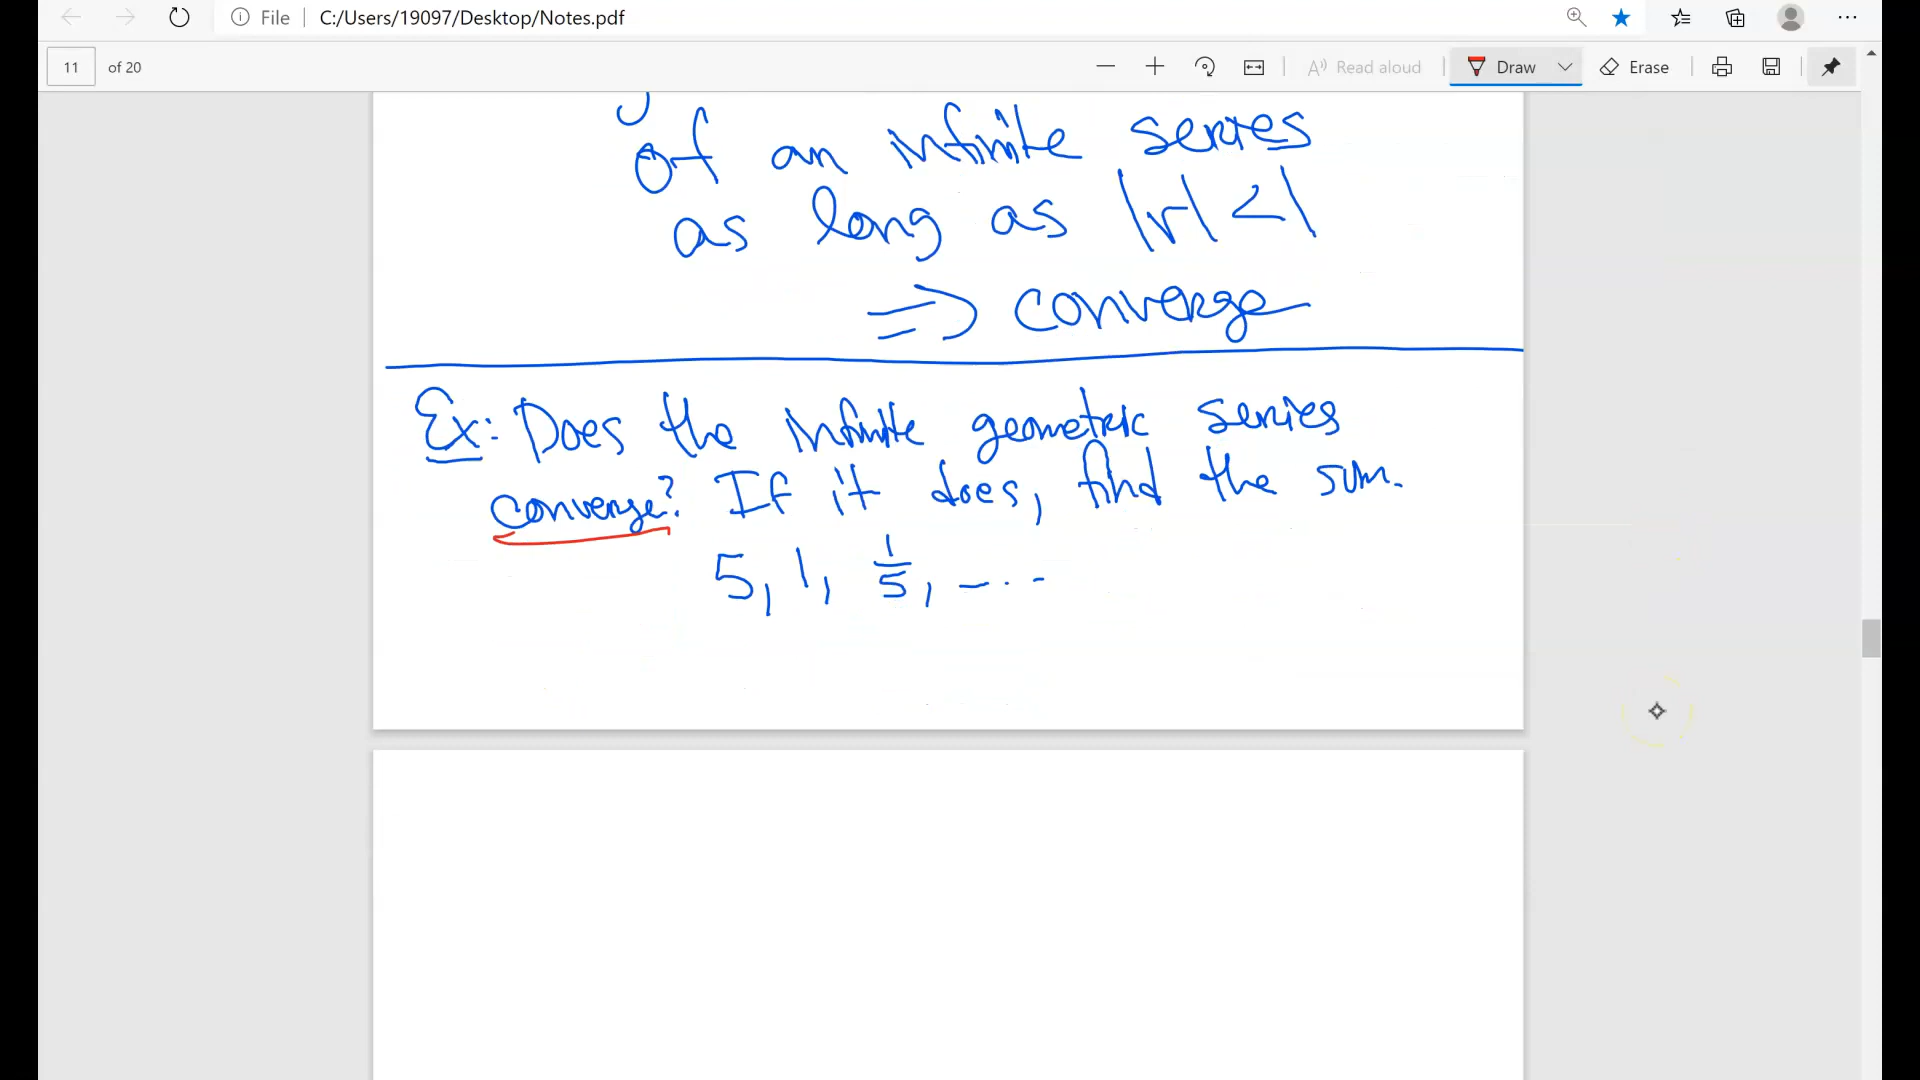 File C:/Users/19097/Desktop/Notes.pdf
11 of 20 Read aloud Draw Erase
of an infinite series
as long as |r| < 1
⇒ converge
Ex: Does the infinite geometric series
converge? If it does, find the sum.
5, 1, 1/5, ....